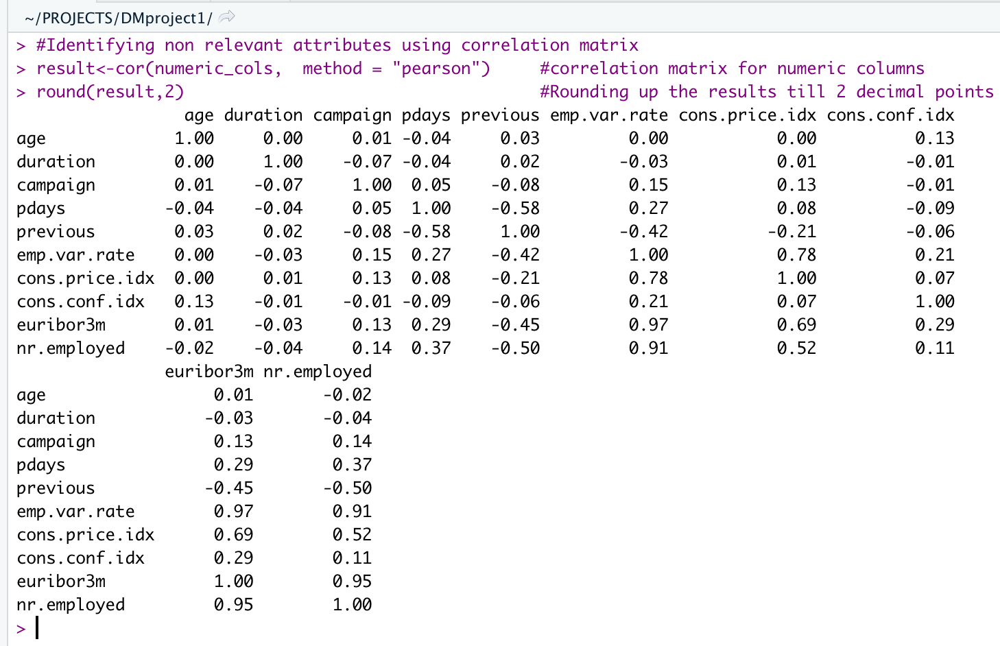 ~/PROJECTS/DMproject1/
> #Identifying non relevant attributes using correlation matrix
> result<-cor(numeric_cols,  method = "pearson")     #correlation matrix for numeric columns
> round(result,2)                                    #Rounding up the results till 2 decimal points
                 age duration campaign pdays previous emp.var.rate cons.price.idx cons.conf.idx
age             1.00     0.00     0.01 -0.04     0.03         0.00           0.00          0.13
duration        0.00     1.00    -0.07 -0.04     0.02        -0.03           0.01         -0.01
campaign        0.01    -0.07     1.00  0.05    -0.08         0.15           0.13         -0.01
pdays          -0.04    -0.04     0.05  1.00    -0.58         0.27           0.08         -0.09
previous        0.03     0.02    -0.08 -0.58     1.00        -0.42          -0.21         -0.06
emp.var.rate    0.00    -0.03     0.15  0.27    -0.42         1.00           0.78          0.21
cons.price.idx  0.00     0.01     0.13  0.08    -0.21         0.78           1.00          0.07
cons.conf.idx   0.13    -0.01    -0.01 -0.09    -0.06         0.21           0.07          1.00
euribor3m       0.01    -0.03     0.13  0.29    -0.45         0.97           0.69          0.29
nr.employed    -0.02    -0.04     0.14  0.37    -0.50         0.91           0.52          0.11
               euribor3m nr.employed
age                 0.01       -0.02
duration           -0.03       -0.04
campaign            0.13        0.14
pdays               0.29        0.37
previous           -0.45       -0.50
emp.var.rate        0.97        0.91
cons.price.idx      0.69        0.52
cons.conf.idx       0.29        0.11
euribor3m           1.00        0.95
nr.employed         0.95        1.00
>